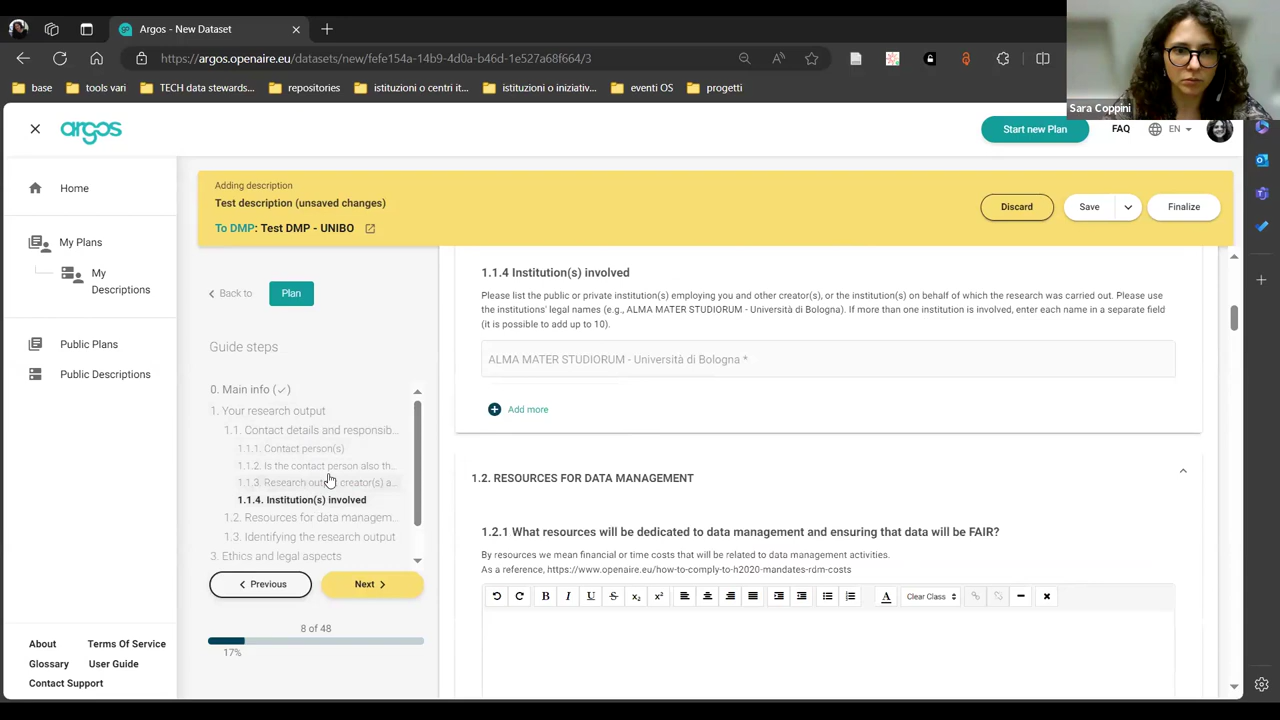 Argos - New Dataset
https://argos.openaire.eu/datasets/new/fefe154a-14b9-4d0a-b46d-1e527a68f664/3
base
tools vari
TECH data stewards...
repositories
istituzioni o centri it...
istituzioni o iniziativ...
eventi OS
progetti
Sara Coppini
argos
Start new Plan
FAQ
EN
Home
My Plans
My
Descriptions
Public Plans
Public Descriptions
About
Terms Of Service
Glossary
User Guide
Contact Support
Adding description
Test description (unsaved changes)
To DMP: Test DMP - UNIBO
Discard
Save
Finalize
Back to
Plan
Guide steps
0. Main info (✓)
1. Your research output
1.1. Contact details and responsib...
1.1.1. Contact person(s)
1.1.2. Is the contact person also th...
1.1.3. Research output creator(s) a...
1.1.4. Institution(s) involved
1.2. Resources for data managem...
1.3. Identifying the research output
3. Ethics and legal aspects
Previous
Next
8 of 48
17%
1.1.4 Institution(s) involved
Please list the public or private institution(s) employing you and other creator(s), or the institution(s) on behalf of which the research was carried out. Please use
the institutions' legal names (e.g., ALMA MATER STUDIORUM - Università di Bologna). If more than one institution is involved, enter each name in a separate field
(it is possible to add up to 10).
ALMA MATER STUDIORUM - Università di Bologna *
Add more
1.2. RESOURCES FOR DATA MANAGEMENT
1.2.1 What resources will be dedicated to data management and ensuring that data will be FAIR?
By resources we mean financial or time costs that will be related to data management activities.
As a reference, https://www.openaire.eu/how-to-comply-to-h2020-mandates-rdm-costs
B I U S x₂ x² A Clear Class